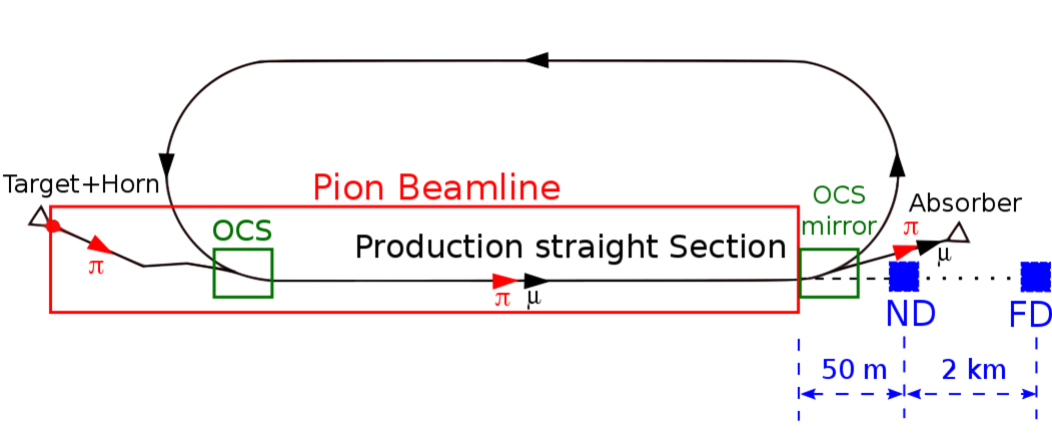 Target+Horn
Pion Beamline
OCS
mirror
Absorber
OCS
Production straight Section
π
π
μ
π μ
ND
FD
50 m
2 km